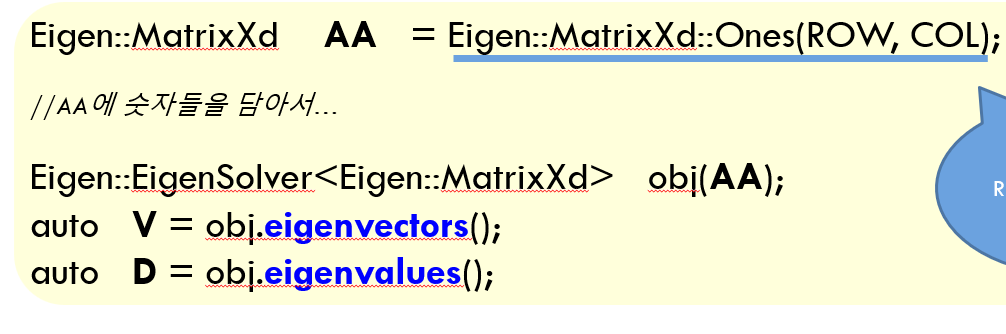 Eigen::MatrixXd AA = Eigen::MatrixXd::Ones(ROW, COL);
//AA에 숫자들을 담아서...
Eigen::EigenSolver<Eigen::MatrixXd> obj(AA);
auto V = obj.eigenvectors();
auto D = obj.eigenvalues();
R